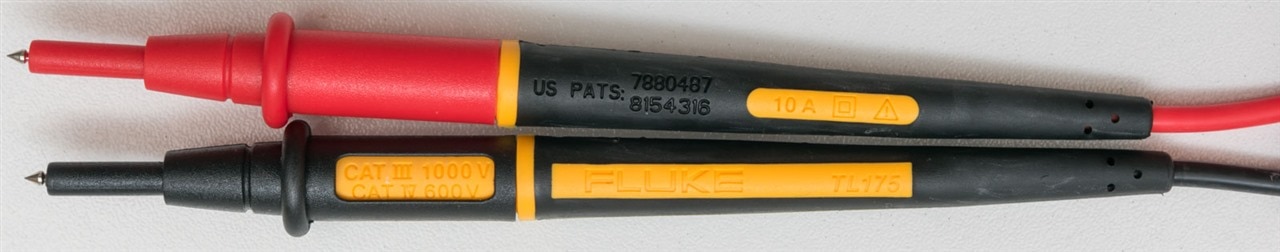 US PATS: 7880487
8154316
10 A
CAT III 1000 V
CAT IV 600 V
FLUKE TL175